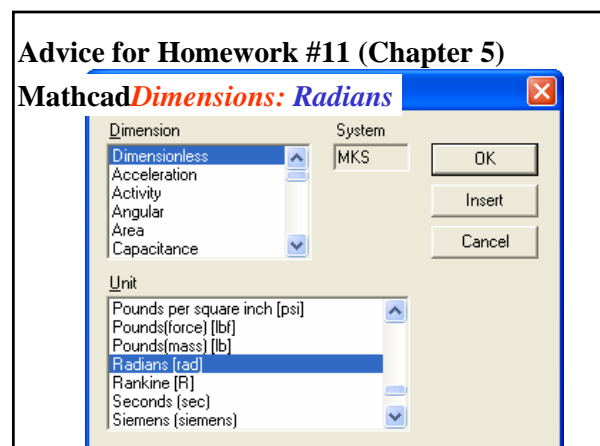 Advice for Homework #11 (Chapter 5)
MathcadDimensions: Radians
Dimension
System
Dimensionless
MKS
OK
Acceleration
Activity
Insert
Angular
Area
Cancel
Capacitance
Unit
Pounds per square inch [psi]
Pounds(force) [lbf]
Pounds(mass) [lb]
Radians [rad]
Rankine [R]
Seconds (sec)
Siemens (siemens)